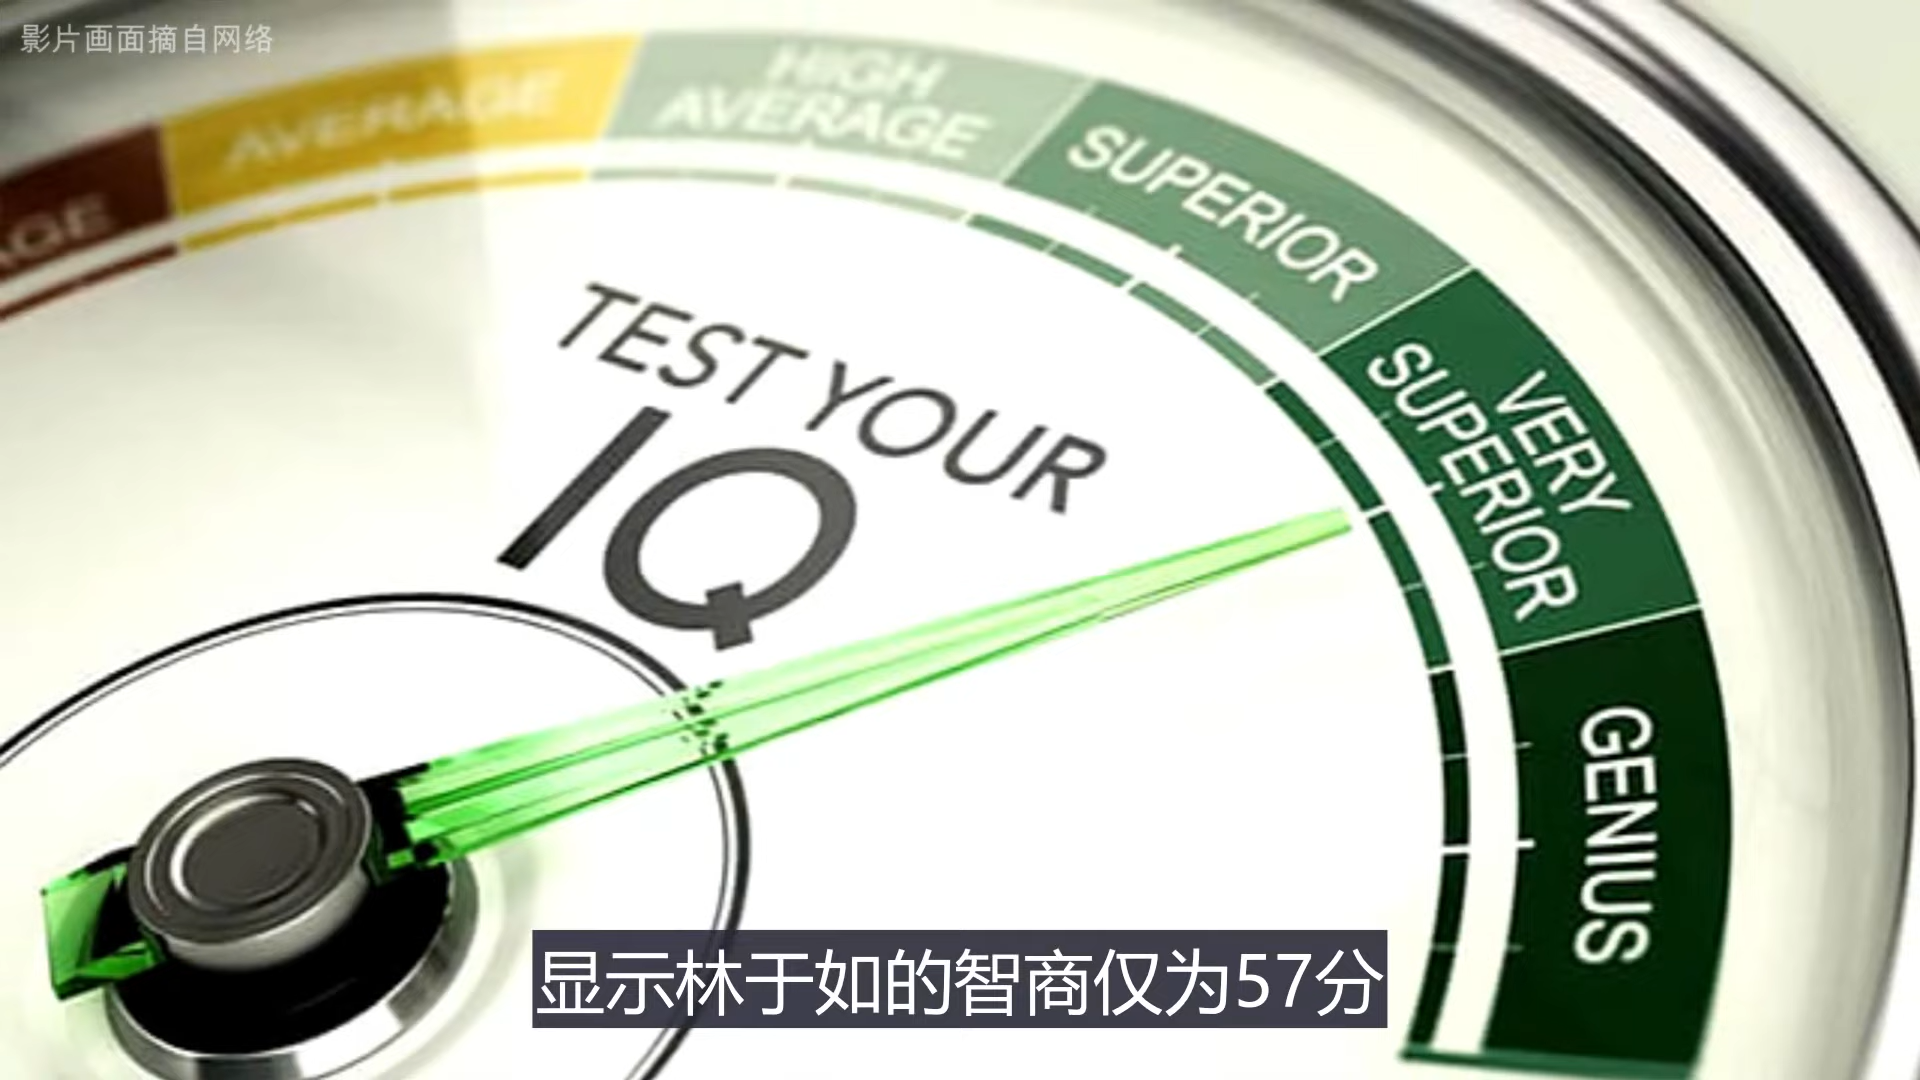 影片画面摘自网络
AGE
AVERAGE
HIGH
AVERAGE
SUPERIOR
VERY
SUPERIOR
GENIUS
TEST YOUR
IQ
显示林于如的智商仅为57分